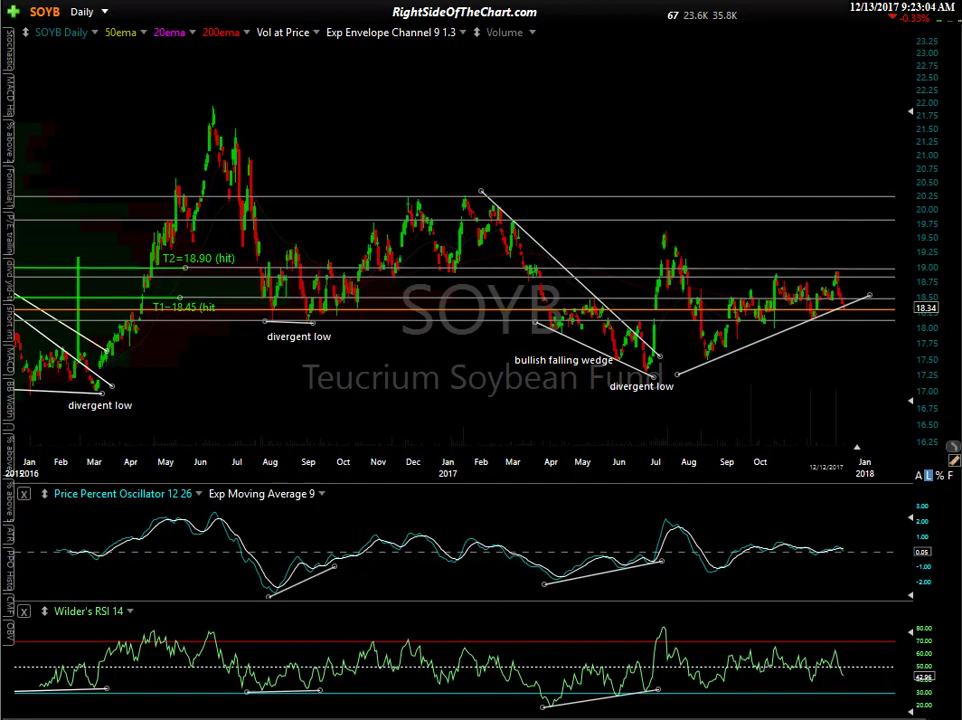 SOYB Daily RightSideOfTheChart.com 67 23.6K 35.8K 12/13/2017 9:23:04 AM
-0.33%
SOYB Daily 50ema 20ema 200ema Vol at Price Exp Envelope Channel 9 1.3 Volume
23.25
23.00
22.75
22.50
22.25
22.00
21.75
21.50
21.25
21.00
20.75
20.50
20.25
20.00
19.75
19.50
19.25
19.00
18.75
18.50
18.34
18.00
17.75
17.50
17.25
17.00
16.75
16.50
16.25
T2=18.90 (hit)
T1=18.45 (hit
SOYB
Teucrium Soybean Fund
divergent low
divergent low
bullish falling wedge
divergent low
Jan Feb Mar Apr May Jun Jul Aug Sep Oct Nov Dec Jan Feb Mar Apr May Jun Jul Aug Sep Oct 12/12/2017 Jan
2016 2017 2018
A L % F
X Price Percent Oscillator 12 26 Exp Moving Average 9
3.00
2.00
1.00
0.05
-1.00
-2.00
X Wilder's RSI 14
80.00
70.00
60.00
50.00
30.00
20.00